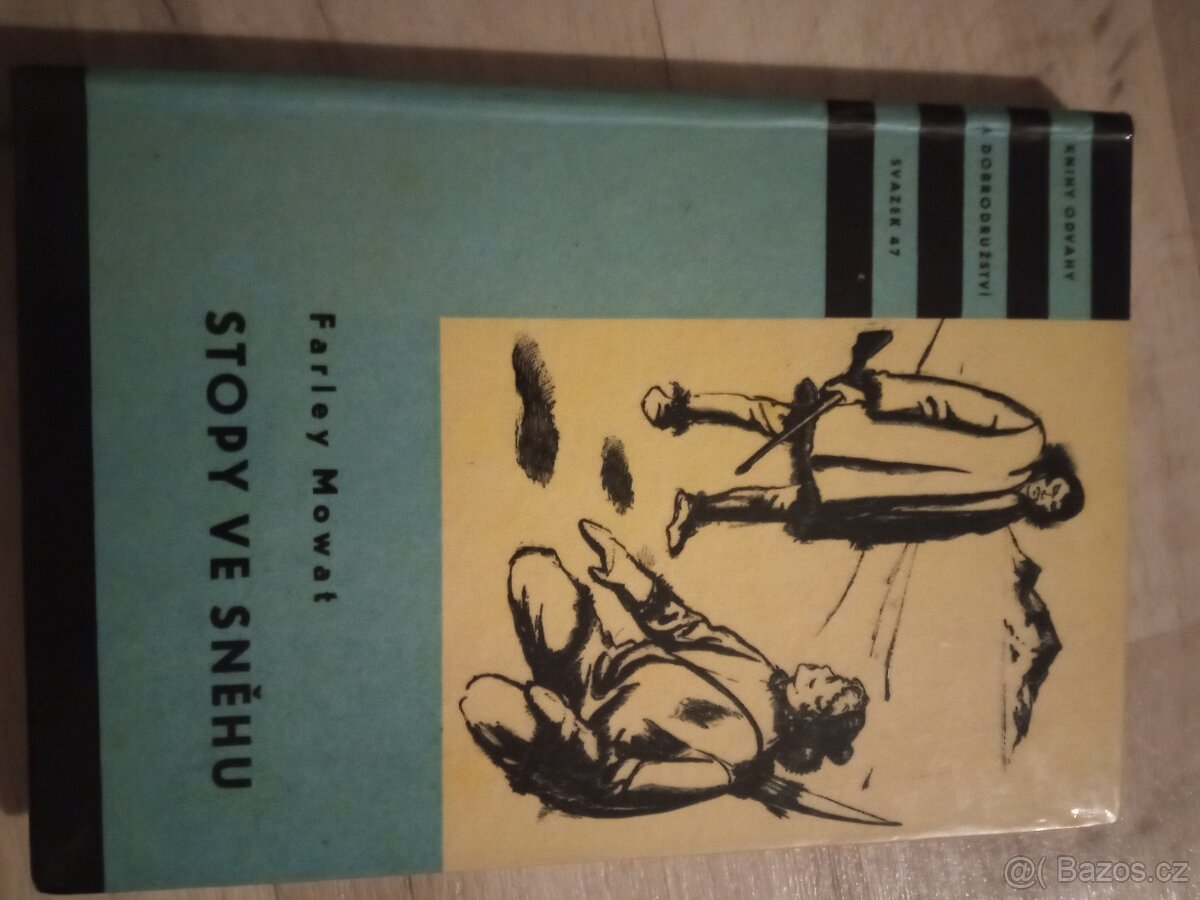 KNIHY ODVAHY
A DOBRODRUŽSTVÍ
SVAZEK 47
Farley Mowat
STOPY VE SNĚHU
@( Bazos.cz